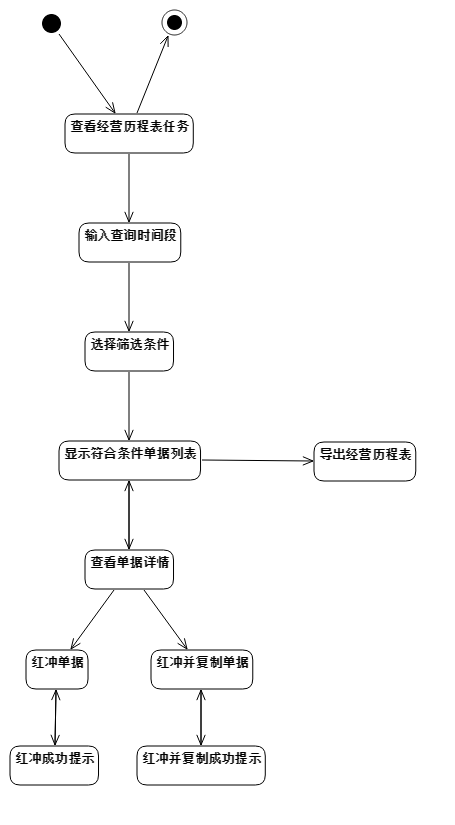 查看经营历程表任务
输入查询时间段
选择筛选条件
显示符合条件单据列表
导出经营历程表
查看单据详情
红冲单据
红冲并复制单据
红冲成功提示
红冲并复制成功提示